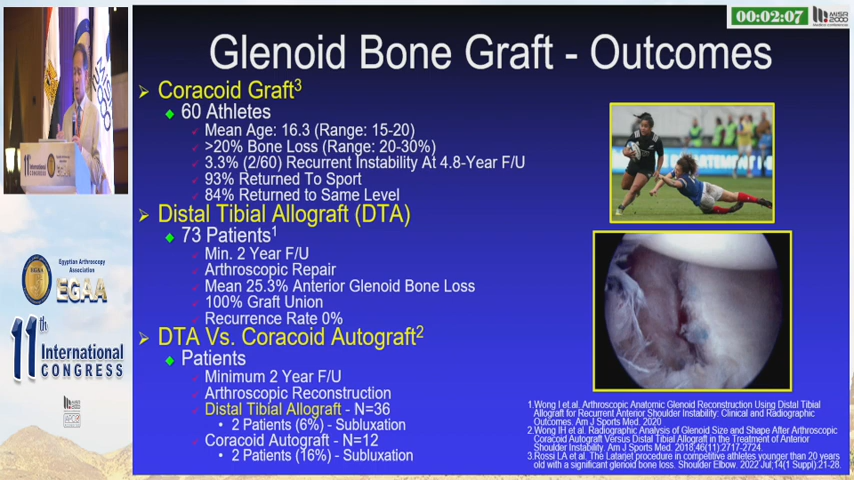 00:02:07
MISR
2000
Glenoid Bone Graft - Outcomes
Coracoid Graft3
60 Athletes
Mean Age: 16.3 (Range: 15-20)
>20% Bone Loss (Range: 20-30%)
3.3% (2/60) Recurrent Instability At 4.8-Year F/U
93% Returned To Sport
84% Returned to Same Level
Distal Tibial Allograft (DTA)
73 Patients1
Min. 2 Year F/U
Arthroscopic Repair
Mean 25.3% Anterior Glenoid Bone Loss
100% Graft Union
Recurrence Rate 0%
DTA Vs. Coracoid Autograft2
Patients
Minimum 2 Year F/U
Arthroscopic Reconstruction
Distal Tibial Allograft - N=36
• 2 Patients (6%) - Subluxation
Coracoid Autograft - N=12
• 2 Patients (16%) - Subluxation
1.Wong I et al. Arthroscopic Anatomic Glenoid Reconstruction Using Distal Tibial
Allograft for Recurrent Anterior Shoulder Instability: Clinical and Radiographic
Outcomes. Am J Sports Med. 2020
2.Wong IH et al. Radiographic Analysis of Glenoid Size and Shape After Arthroscopic
Coracoid Autograft Versus Distal Tibial Allograft in the Treatment of Anterior
Shoulder Instability. Am J Sports Med. 2018;46(11):2717-2724.
3.Rossi LA et al. The Latarjet procedure in competitive athletes younger than 20 years
old with a significant glenoid bone loss. Shoulder Elbow. 2022 Jul;14(1 Suppl).21-28.
11th
International
CONGRESS
Egyptian Arthroscopy
Association
EGAA
EGAA
11th
International
CONGRESS